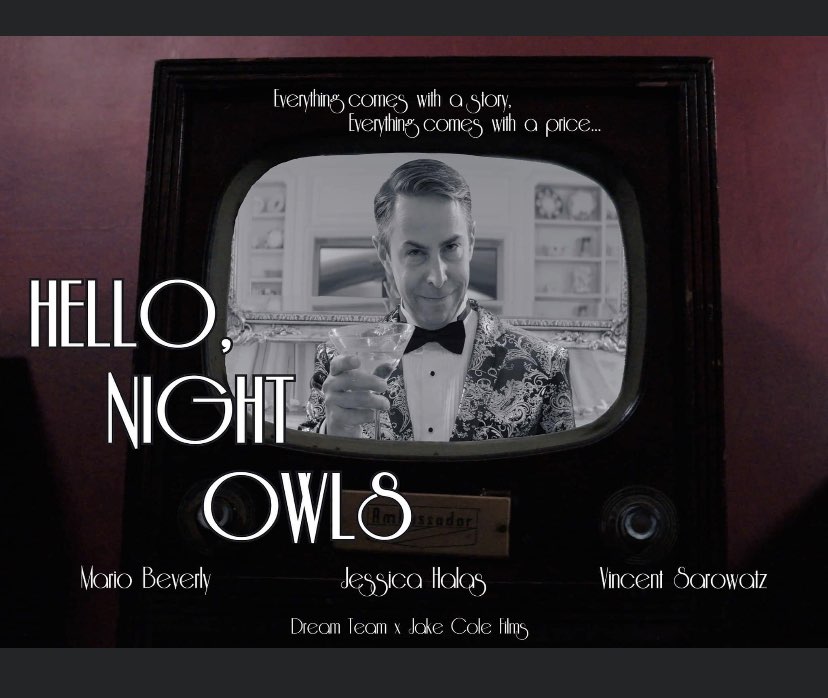 Everything comes with a story,
Everything comes with a price...
HELLO,
NIGHT
OWLS
Ambassador
Mario Beverly
Jessica Halas
Vincent Sarowatz
Dream Team x Jake Cole Films